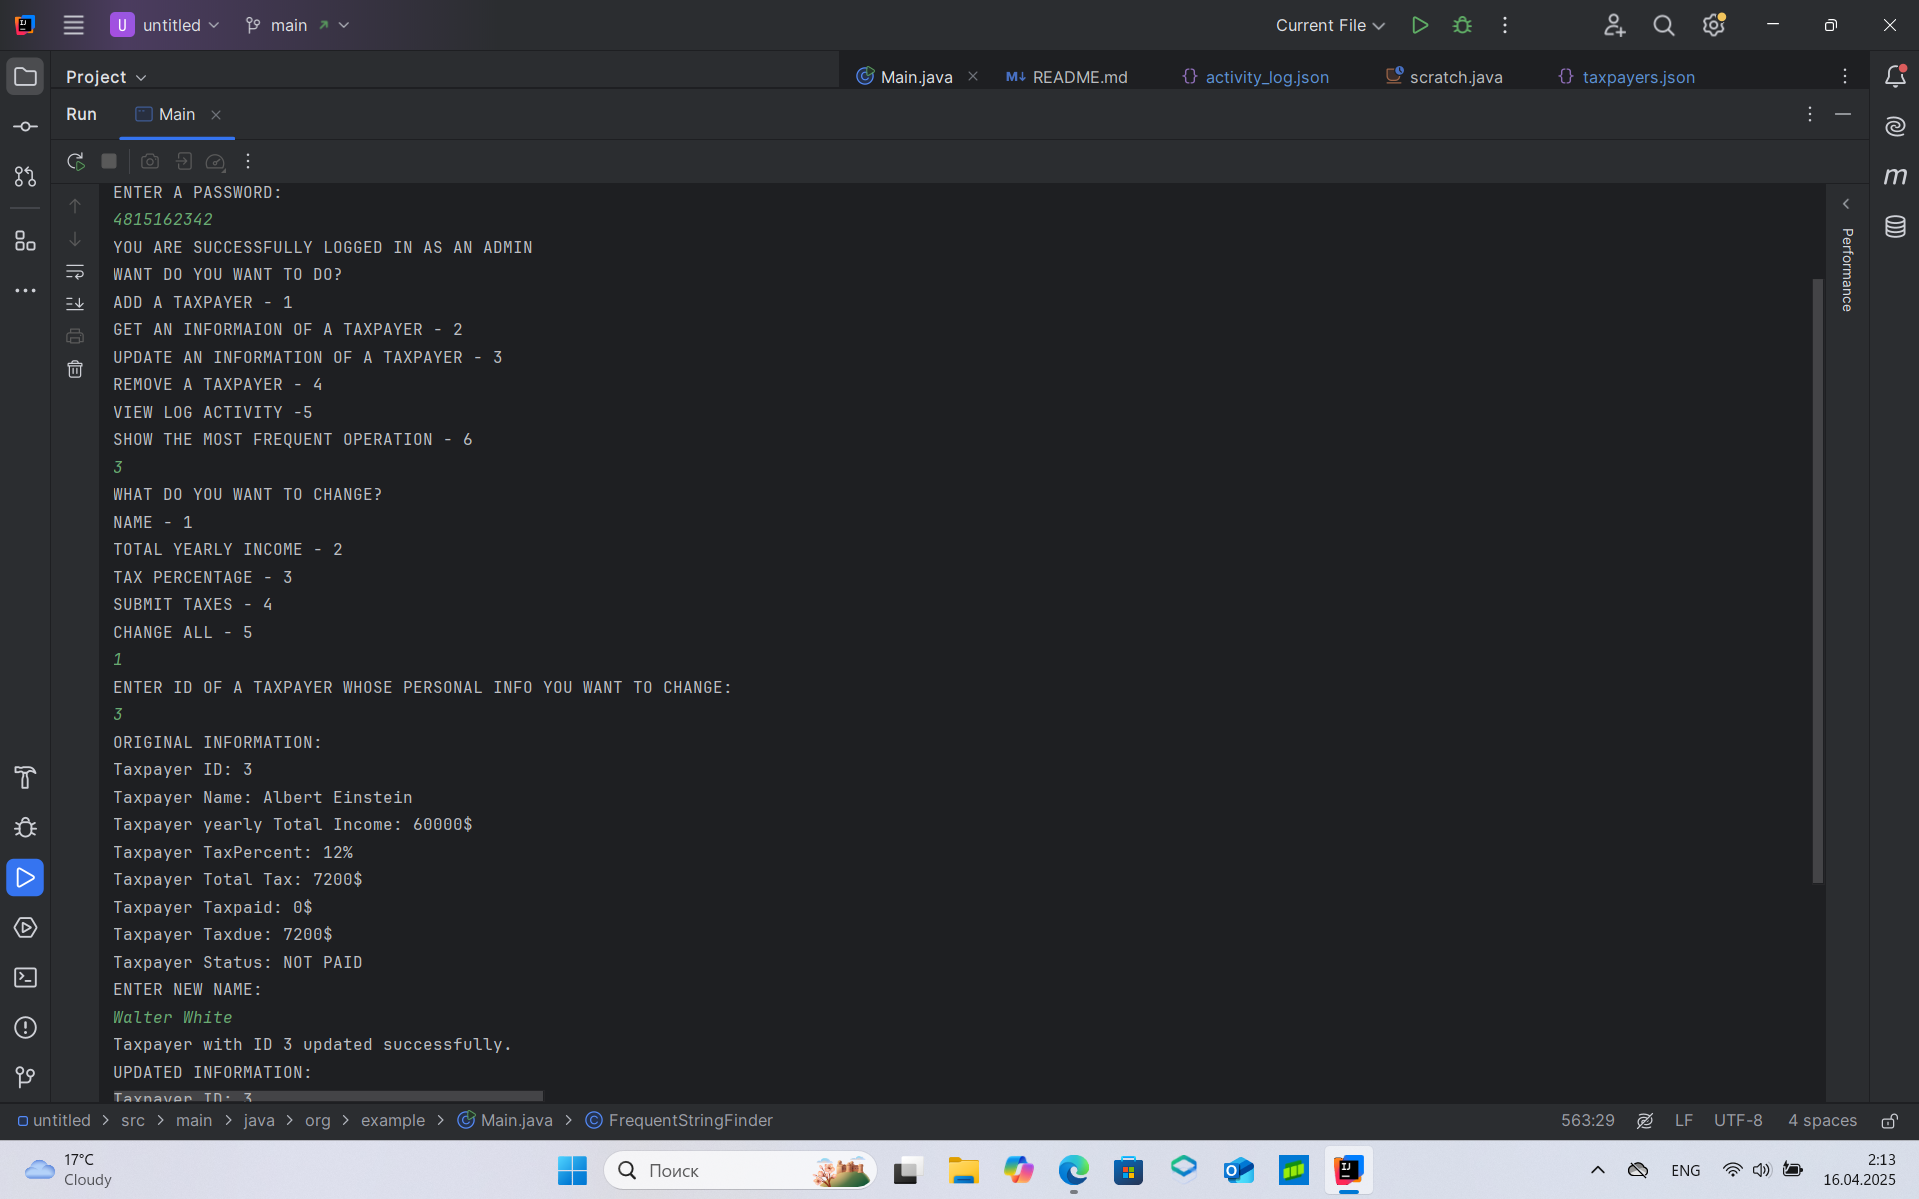 U untitled main Current File
Project Main.java README.md activity_log.json scratch.java taxpayers.json
Run Main
ENTER A PASSWORD:
4815162342
YOU ARE SUCCESSFULLY LOGGED IN AS AN ADMIN
WANT DO YOU WANT TO DO?
ADD A TAXPAYER - 1
GET AN INFORMAION OF A TAXPAYER - 2
UPDATE AN INFORMATION OF A TAXPAYER - 3
REMOVE A TAXPAYER - 4
VIEW LOG ACTIVITY -5
SHOW THE MOST FREQUENT OPERATION - 6
3
WHAT DO YOU WANT TO CHANGE?
NAME - 1
TOTAL YEARLY INCOME - 2
TAX PERCENTAGE - 3
SUBMIT TAXES - 4
CHANGE ALL - 5
1
ENTER ID OF A TAXPAYER WHOSE PERSONAL INFO YOU WANT TO CHANGE:
3
ORIGINAL INFORMATION:
Taxpayer ID: 3
Taxpayer Name: Albert Einstein
Taxpayer yearly Total Income: 60000$
Taxpayer TaxPercent: 12%
Taxpayer Total Tax: 7200$
Taxpayer Taxpaid: 0$
Taxpayer Taxdue: 7200$
Taxpayer Status: NOT PAID
ENTER NEW NAME:
Walter White
Taxpayer with ID 3 updated successfully.
UPDATED INFORMATION:
Taxpayer ID: 3
Performance
untitled > src > main > java > org > example > Main.java > FrequentStringFinder 563:29 LF UTF-8 4 spaces
17°C
Cloudy
Поиск
ENG
2:13
16.04.2025